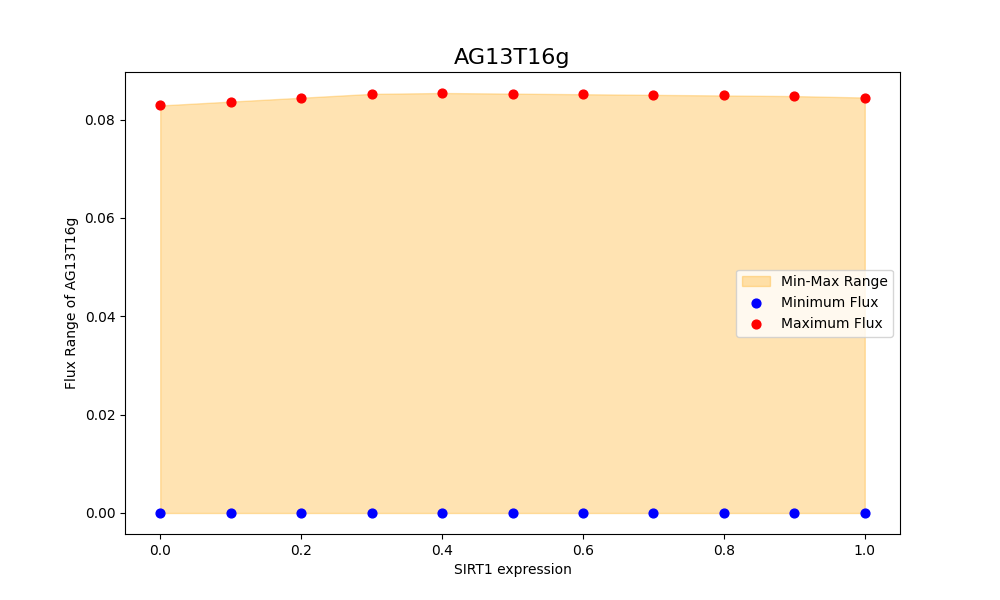 AG13T16g
Flux Range of AG13T16g
0.08
0.06
0.04
0.02
0.00
Min-Max Range
Minimum Flux
Maximum Flux
0.0 0.2 0.4 0.6 0.8 1.0
SIRT1 expression